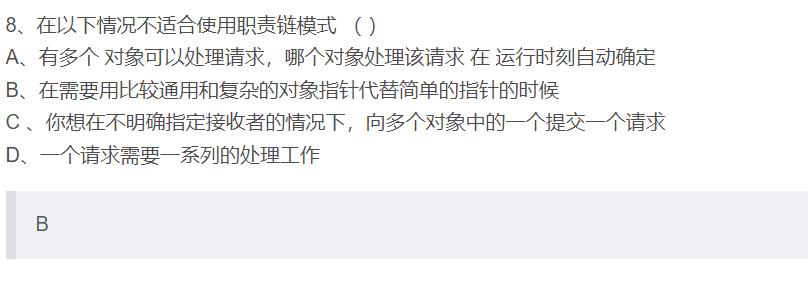 8、在以下情况不适合使用职责链模式 （ ）
A、有多个 对象可以处理请求，哪个对象处理该请求 在 运行时刻自动确定
B、在需要用比较通用和复杂的对象指针代替简单的指针的时候
C 、你想在不明确指定接收者的情况下，向多个对象中的一个提交一个请求
D、一个请求需要一系列的处理工作
B